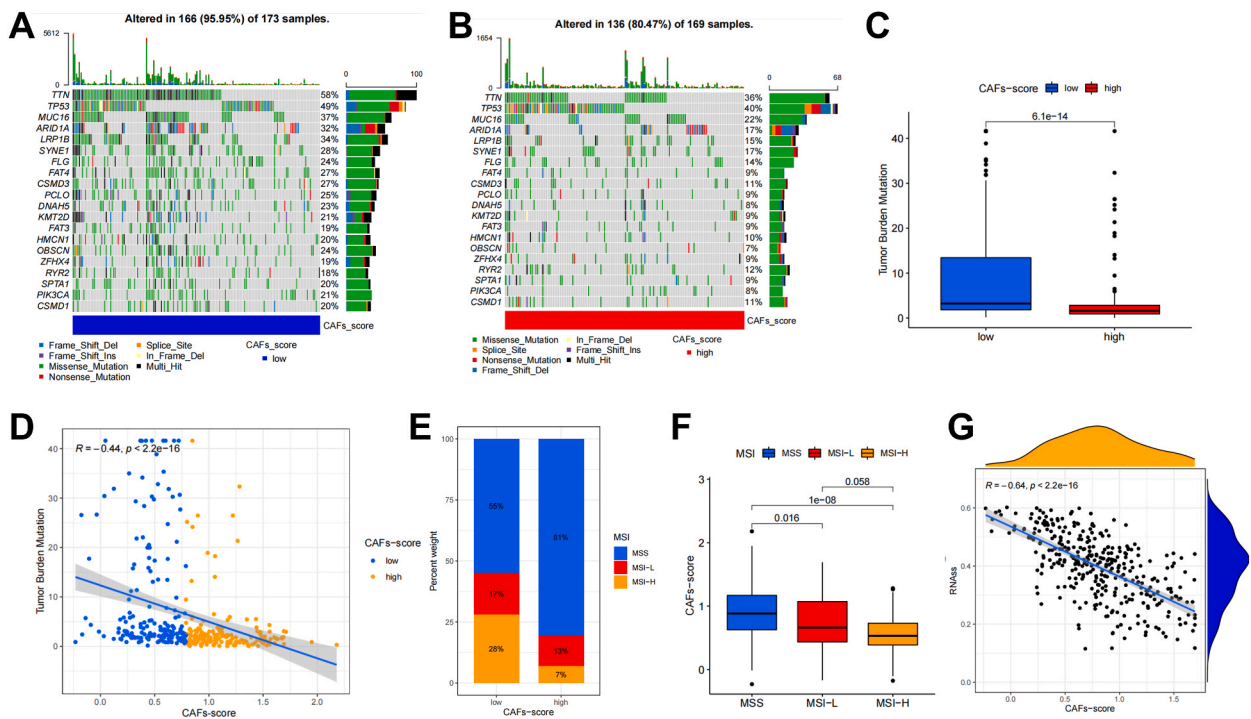 A
Altered in 166 (95.95%) of 173 samples.
5612
0
0 100
TTN 58%
TP53 49%
MUC16 37%
ARID1A 32%
LRP1B 34%
SYNE1 28%
FLG 24%
FAT4 27%
CSMD3 27%
PCLO 25%
DNAH5 23%
KMT2D 21%
FAT3 19%
HMCN1 20%
OBSCN 24%
ZFHX4 19%
RYR2 18%
SPTA1 20%
PIK3CA 21%
CSMD1 20%
CAFs_score
Frame_Shift_Del Splice_Site CAFs_score
Frame_Shift_Ins In_Frame_Del low
Missense_Mutation Multi_Hit
Nonsense_Mutation
B
Altered in 136 (80.47%) of 169 samples.
1654
0
0 68
TTN 36%
TP53 40%
MUC16 22%
ARID1A 17%
LRP1B 15%
SYNE1 17%
FLG 14%
FAT4 9%
CSMD3 11%
PCLO 9%
DNAH5 8%
KMT2D 9%
FAT3 9%
HMCN1 10%
OBSCN 7%
ZFHX4 9%
RYR2 12%
SPTA1 9%
PIK3CA 8%
CSMD1 11%
CAFs_score
Missense_Mutation In_Frame_Del CAFs_score
Splice_Site Frame_Shift_Ins high
Nonsense_Mutation Multi_Hit
Frame_Shift_Del
C
CAFs-score low high
6.1e-14
Tumor Burden Mutation
40
30
20
10
0
low high
D
R = -0.44, p < 2.2e-16
Tumor Burden Mutation
40
30
20
10
0
0.0 0.5 1.0 1.5 2.0
CAFs-score
CAFs-score
low
high
E
Percent weight
100
75
50
25
0
55% 81%
17% 13%
28% 7%
low high
CAFs-score
MSI
MSS
MSI-L
MSI-H
F
MSI MSS MSI-L MSI-H
0.058
1e-08
0.016
CAFs-score
3
2
1
0
MSS MSI-L MSI-H
G
R = -0.64, p < 2.2e-16
RNAss
0.6
0.4
0.2
0.0
0.0 0.5 1.0 1.5
CAFs-score